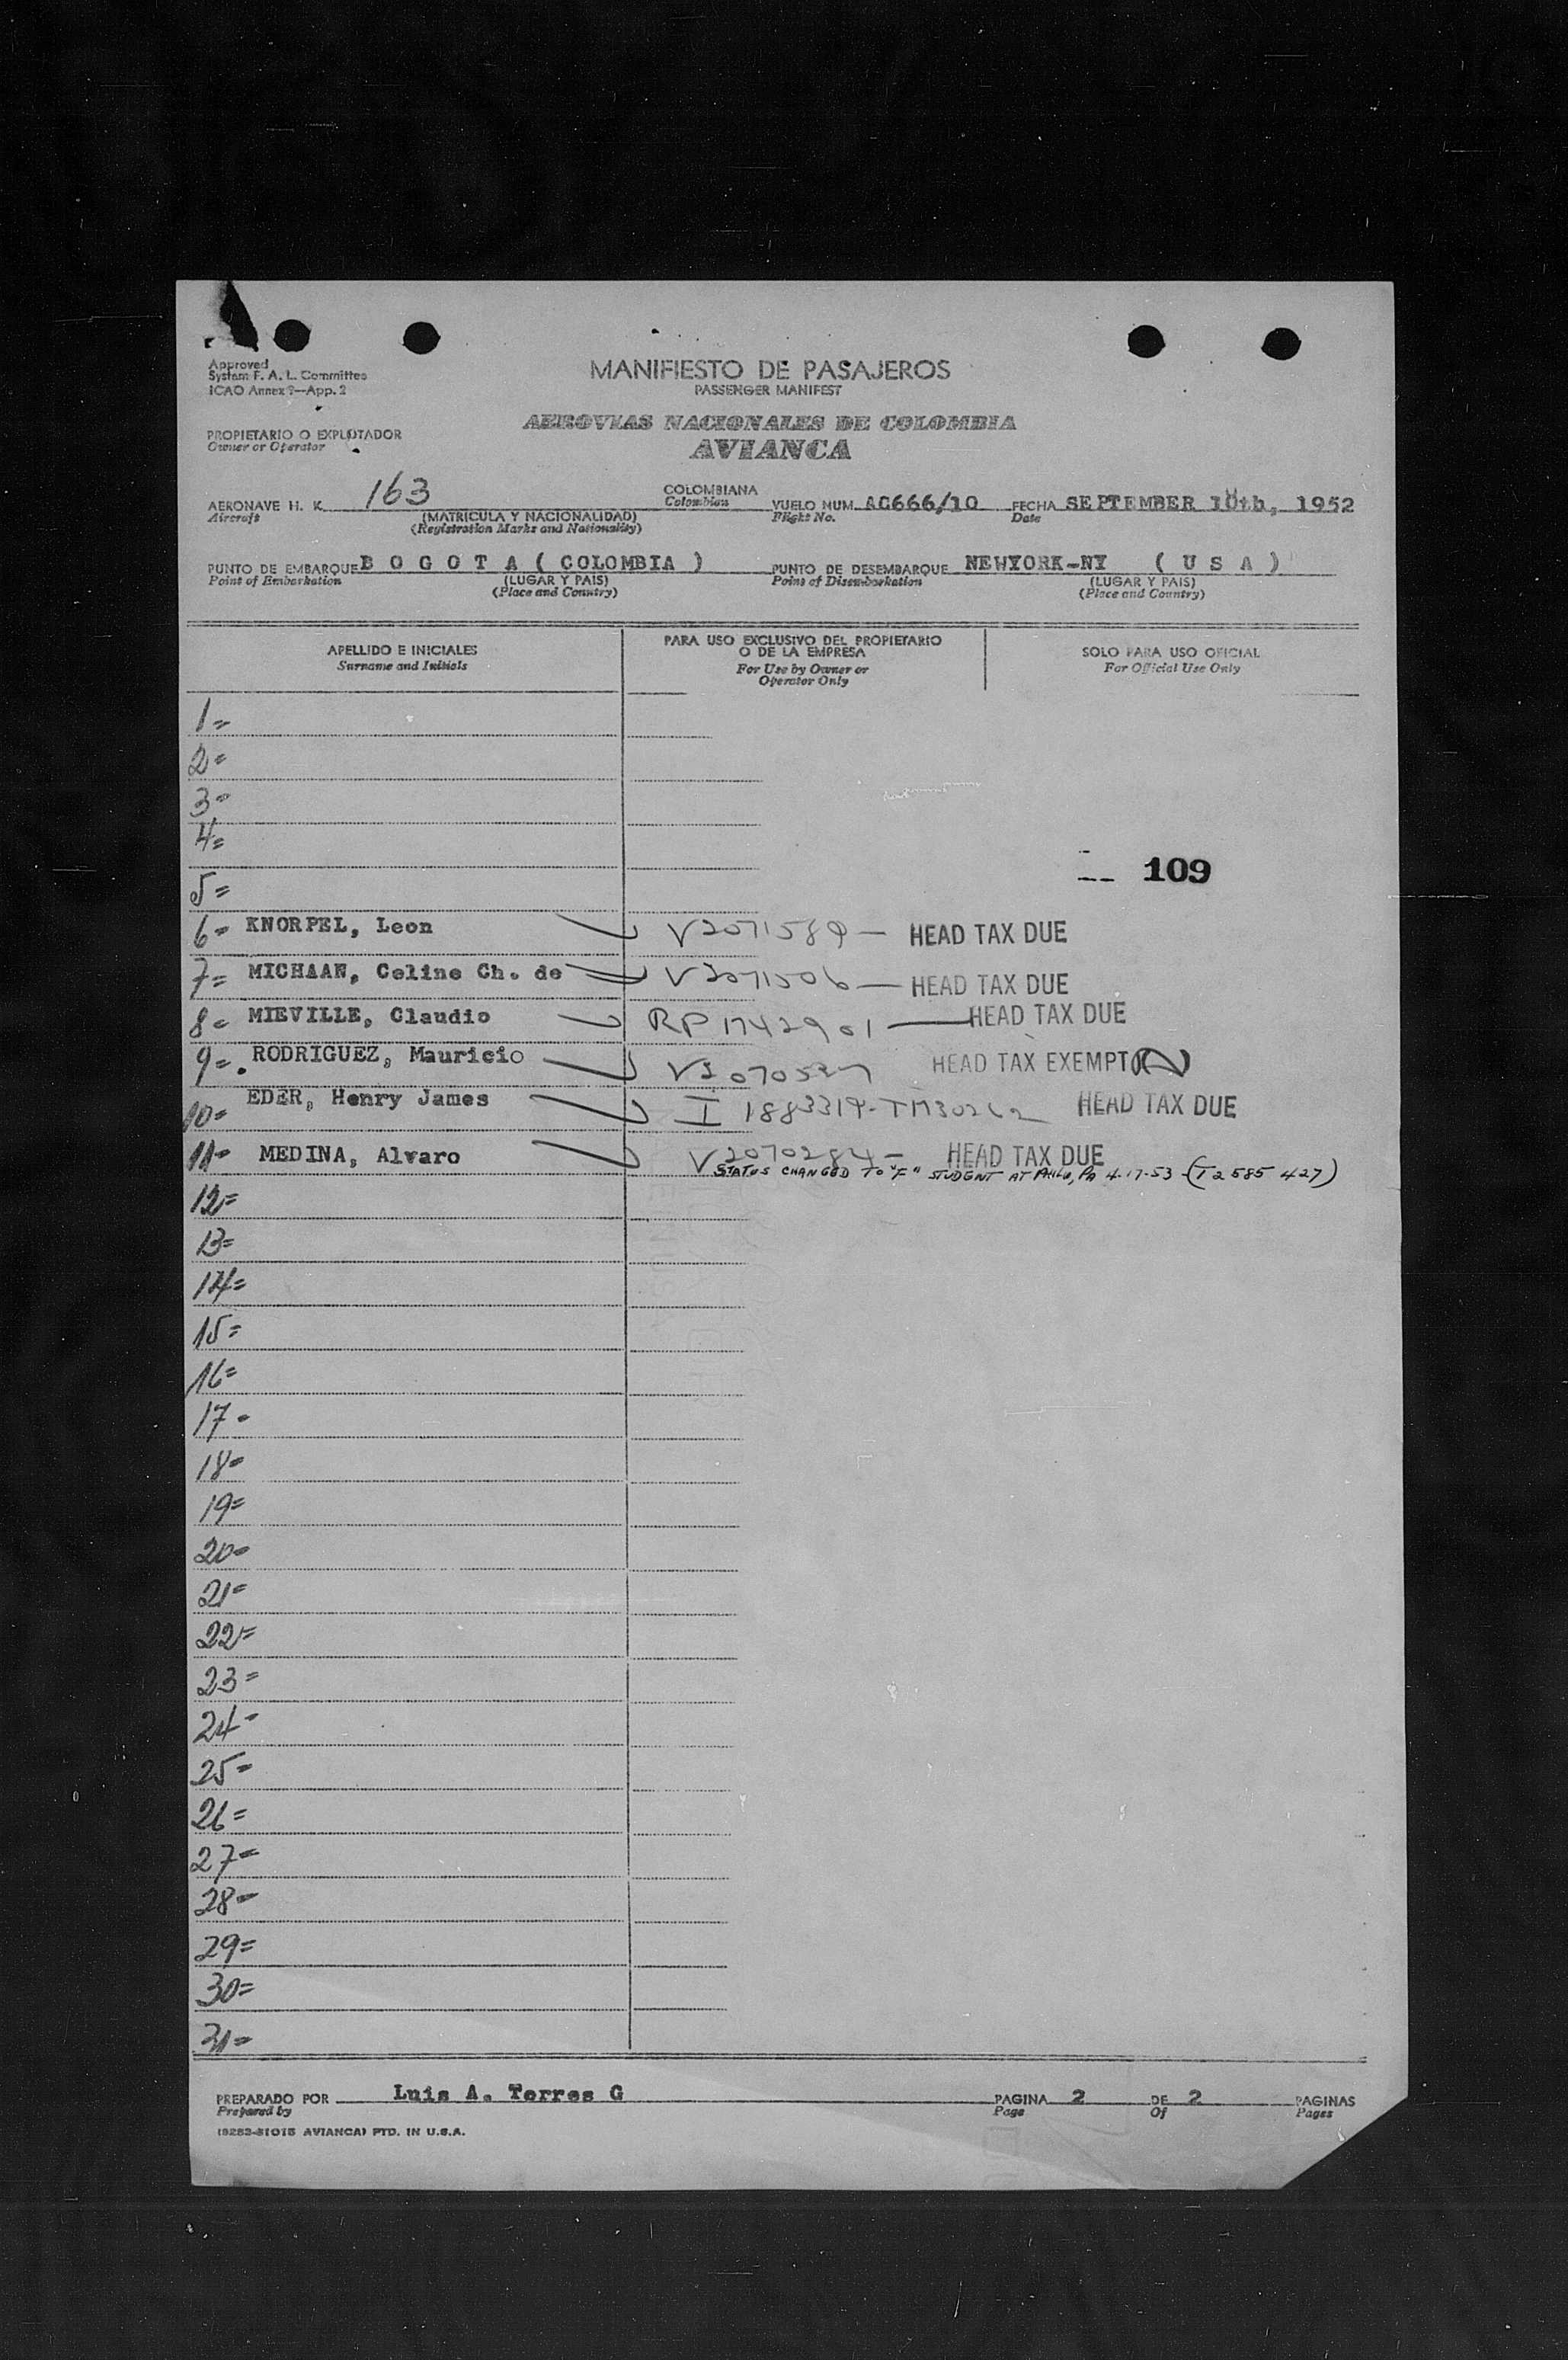 Approved
System F. A. L. Committee
ICAO Annex 9—App. 2
MANIFIESTO DE PASAJEROS
PASSENGER MANIFEST
PROPIETARIO O EXPLOTADOR
Owner or Operator
AEROVIAS NACIONALES DE COLOMBIA
AVIANCA
AERONAVE H. K. 163 COLOMBIANA VUELO NUM. AG666/10 FECHA SEPTEMBER 10th, 1952
Aircraft (MATRICULA Y NACIONALIDAD) Colombian Flight No. Date
(Registration Marks and Nationality)
PUNTO DE EMBARQUE B O G O T A ( COLOMBIA ) PUNTO DE DESEMBARQUE NEWYORK-NY ( U S A )
Point of Embarkation (LUGAR Y PAIS) Point of Disembarkation (LUGAR Y PAIS)
(Place and Country) (Place and Country)
APELLIDO E INICIALES PARA USO EXCLUSIVO DEL PROPIETARIO O DE LA EMPRESA SOLO PARA USO OFICIAL
Surname and Initials For Use by Owner or Operator Only For Official Use Only
1=
2=
3=
4=
109
5=
6= KNORPEL, Leon V2071589 — HEAD TAX DUE
7= MICHAAN, Celine Ch. de V2071506 — HEAD TAX DUE
8= MIEVILLE, Claudio RP1742901 — HEAD TAX DUE
9= RODRIGUEZ, Mauricio HEAD TAX EXEMPT
10= EDER, Henry James I HEAD TAX DUE
11= MEDINA, Alvaro V2070284 — HEAD TAX DUE
STATUS CHANGED TO "F" STUDENT AT PHILA, PA 4-17-53 (T2585 427)
12=
13=
14=
15=
16=
17=
18=
19=
20=
21=
22=
23=
24=
25=
26=
27=
28=
29=
30=
31=
PREPARADO POR Luis A. Torres G PAGINA 2 DE 2 PAGINAS
Prepared by Page Of Pages
AVIANCA) PTD. IN U.S.A.